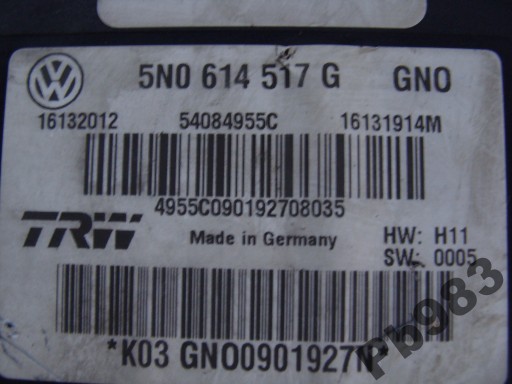 5N0 614 517 G GNO
16132012 54084955C 16131914M
4955C090192708035
TRW Made in Germany HW: H11
SW: 0005
*K03 GNO0901927N*
Pb983